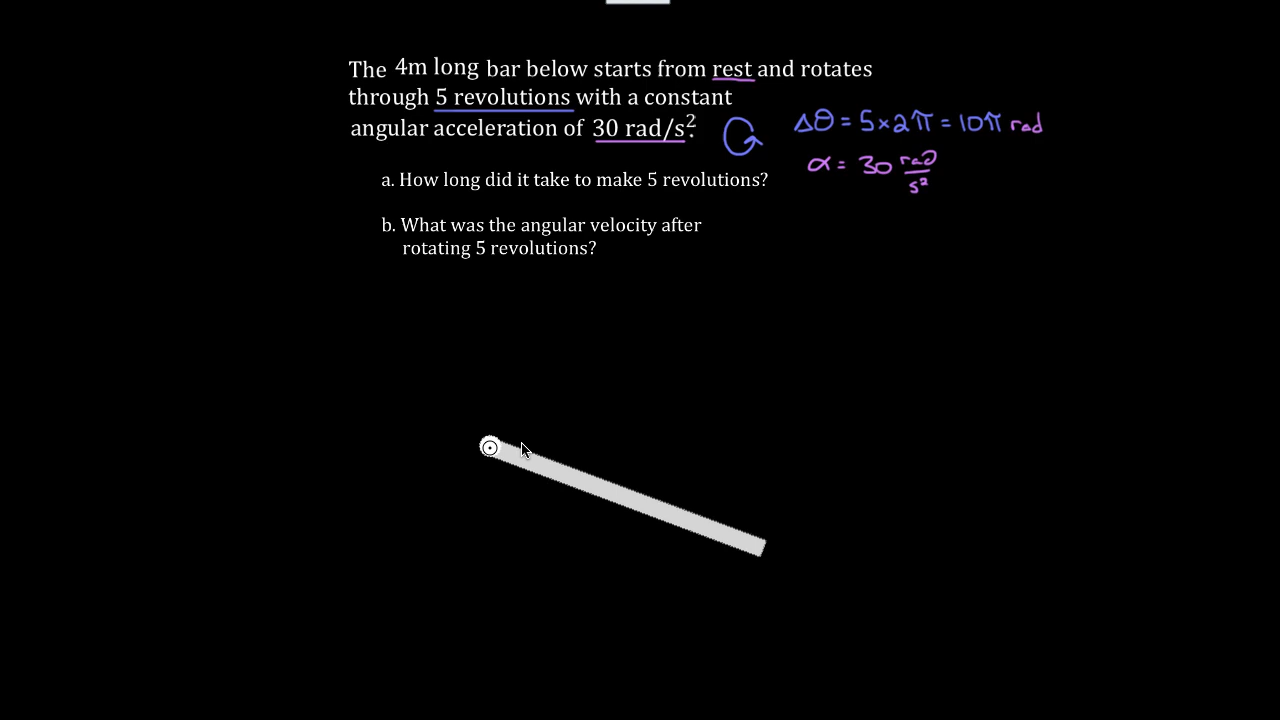 The 4m long bar below starts from rest and rotates
through 5 revolutions with a constant
angular acceleration of 30 rad/s².
a. How long did it take to make 5 revolutions?
b. What was the angular velocity after
rotating 5 revolutions?
Δθ = 5×2π = 10π rad
α = 30 rad/s²